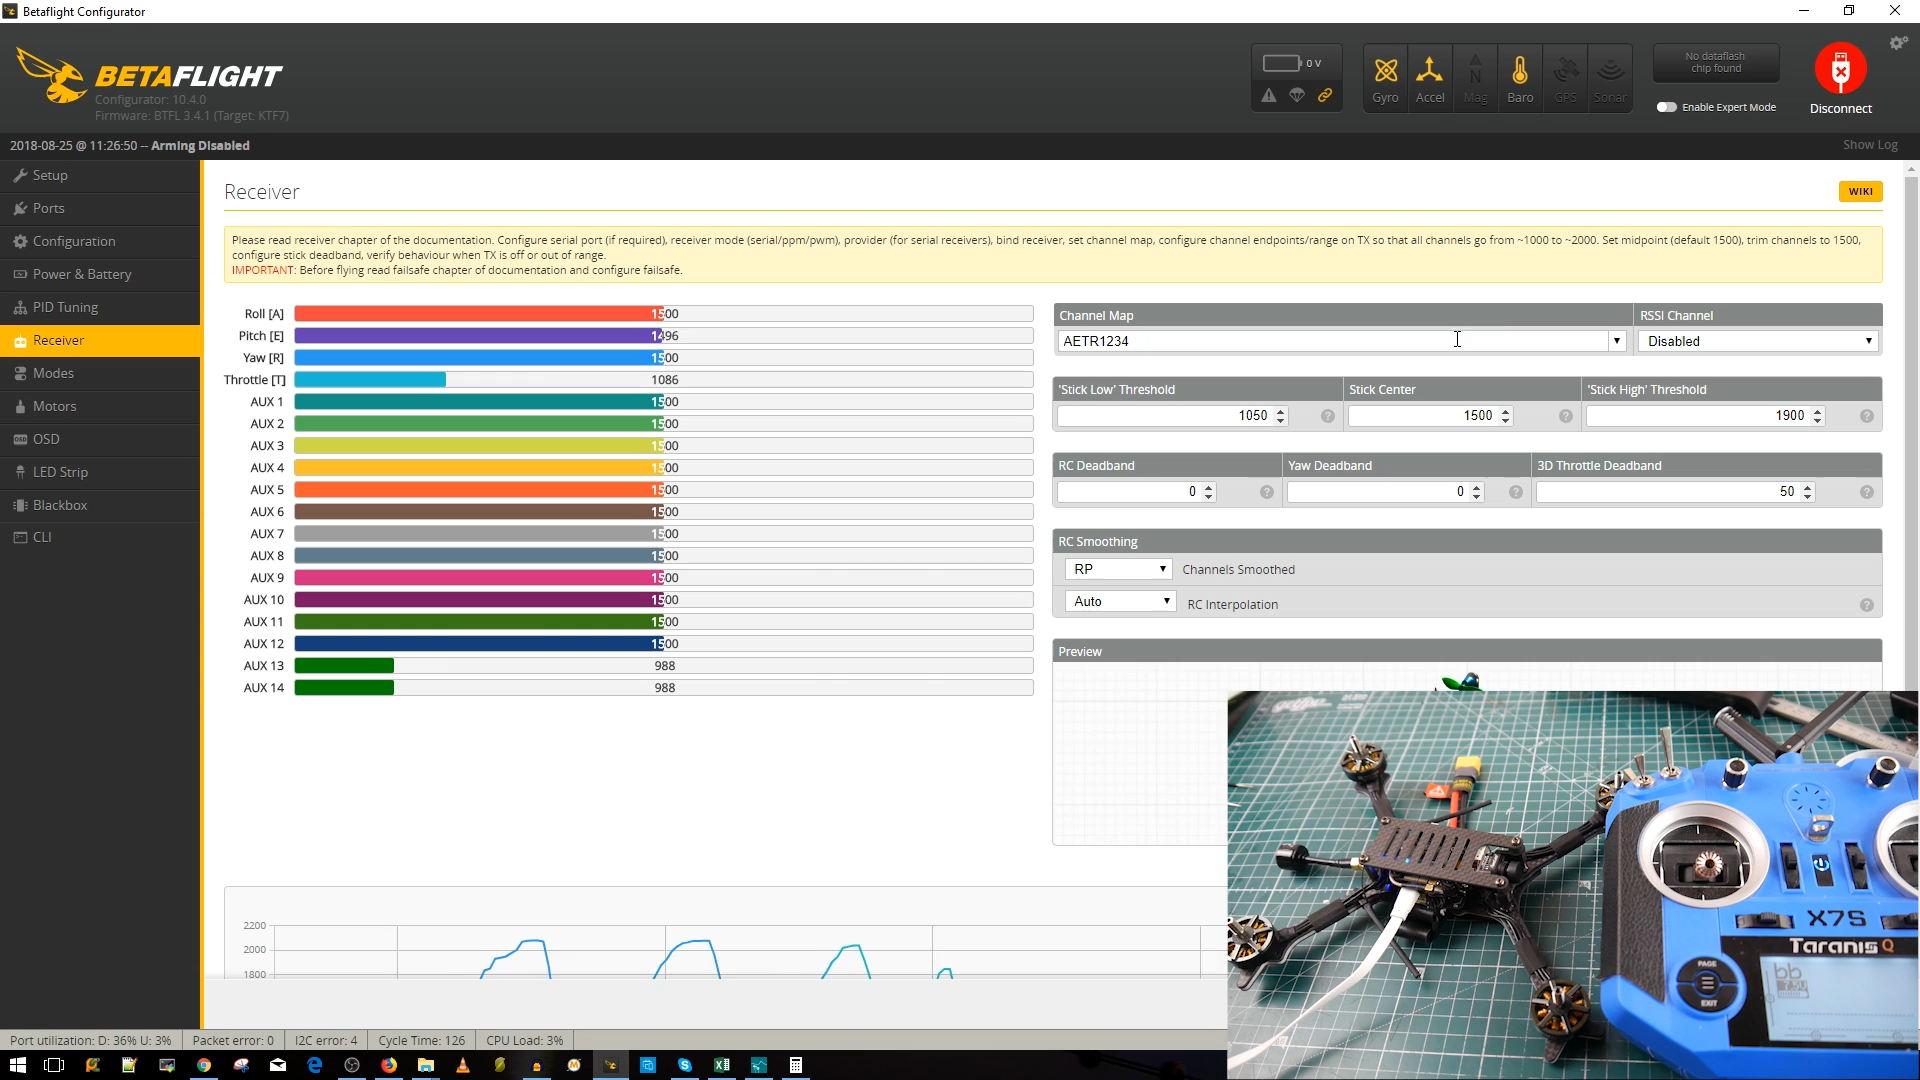 Betaflight Configurator
BETAFLIGHT
Configurator: 10.4.0
Firmware: BTFL 3.4.1 (Target: KTF7)
0 V
Gyro
Accel
Mag
Baro
GPS
Sonar
No dataflash
chip found
Enable Expert Mode
Disconnect
2018-08-25 @ 11:26:50 -- Arming Disabled
Show Log
Setup
Ports
Configuration
Power & Battery
PID Tuning
Receiver
Modes
Motors
OSD
LED Strip
Blackbox
CLI
Receiver
WIKI
Please read receiver chapter of the documentation. Configure serial port (if required), receiver mode (serial/ppm/pwm), provider (for serial receivers), bind receiver, set channel map, configure channel endpoints/range on TX so that all channels go from ~1000 to ~2000. Set midpoint (default 1500), trim channels to 1500,
configure stick deadband, verify behaviour when TX is off or out of range.
IMPORTANT: Before flying read failsafe chapter of documentation and configure failsafe.
Roll [A] 1500
Pitch [E] 1496
Yaw [R] 1500
Throttle [T] 1086
AUX 1 1500
AUX 2 1500
AUX 3 1500
AUX 4 1500
AUX 5 1500
AUX 6 1500
AUX 7 1500
AUX 8 1500
AUX 9 1500
AUX 10 1500
AUX 11 1500
AUX 12 1500
AUX 13 988
AUX 14 988
Channel Map
RSSI Channel
AETR1234
Disabled
'Stick Low' Threshold
Stick Center
'Stick High' Threshold
1050
1500
1900
RC Deadband
Yaw Deadband
3D Throttle Deadband
0
0
50
RC Smoothing
RP
Channels Smoothed
Auto
RC Interpolation
Preview
2200
2000
1800
X7S
Taranis Q
PAGE
EXIT
bb
7.5V
Port utilization: D: 36% U: 3%
Packet error: 0
I2C error: 4
Cycle Time: 126
CPU Load: 3%